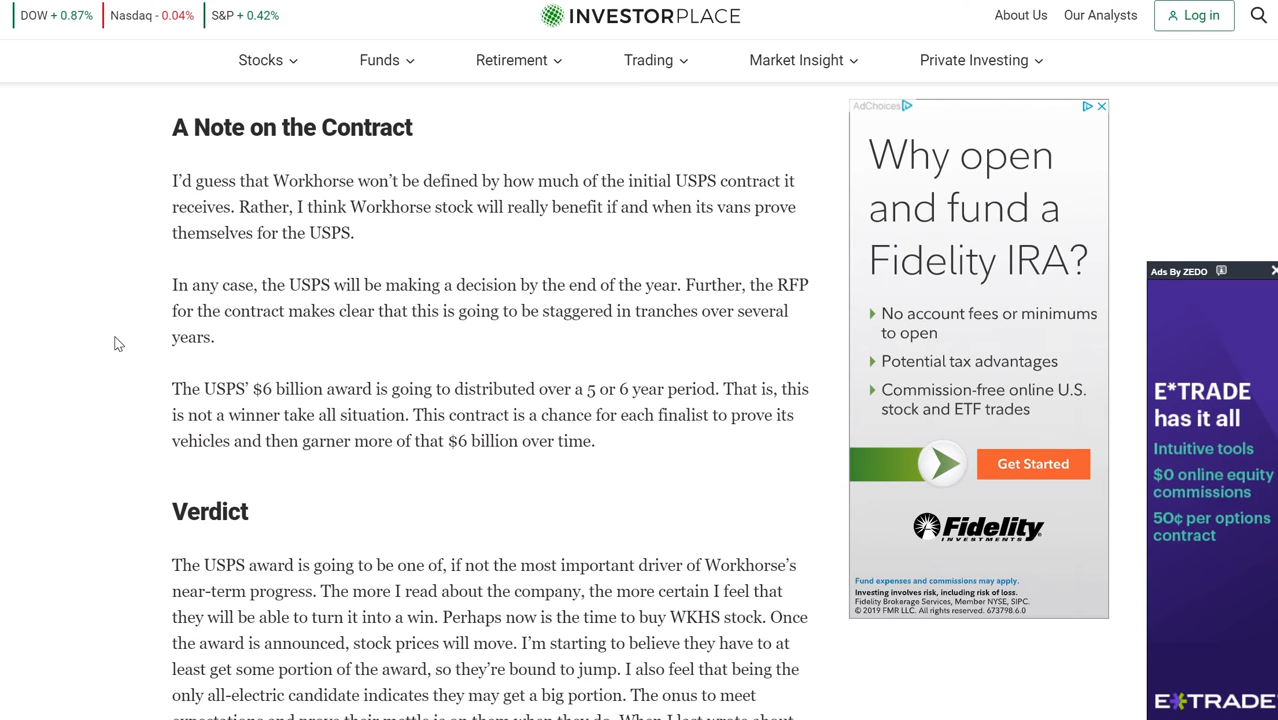 DOW + 0.87%
Nasdaq - 0.04%
S&P + 0.42%
INVESTORPLACE
About Us
Our Analysts
Log in
Stocks
Funds
Retirement
Trading
Market Insight
Private Investing
A Note on the Contract
I'd guess that Workhorse won't be defined by how much of the initial USPS contract it
receives. Rather, I think Workhorse stock will really benefit if and when its vans prove
themselves for the USPS.
In any case, the USPS will be making a decision by the end of the year. Further, the RFP
for the contract makes clear that this is going to be staggered in tranches over several
years.
The USPS' $6 billion award is going to distributed over a 5 or 6 year period. That is, this
is not a winner take all situation. This contract is a chance for each finalist to prove its
vehicles and then garner more of that $6 billion over time.
Verdict
The USPS award is going to be one of, if not the most important driver of Workhorse's
near-term progress. The more I read about the company, the more certain I feel that
they will be able to turn it into a win. Perhaps now is the time to buy WKHS stock. Once
the award is announced, stock prices will move. I'm starting to believe they have to at
least get some portion of the award, so they're bound to jump. I also feel that being the
only all-electric candidate indicates they may get a big portion. The onus to meet
expectations and prove their mettle is on them when they do. When I last wrote about
AdChoices
Why open
and fund a
Fidelity IRA?
No account fees or minimums
to open
Potential tax advantages
Commission-free online U.S.
stock and ETF trades
Get Started
Fidelity
INVESTMENTS
Fund expenses and commissions may apply.
Investing involves risk, including risk of loss.
Fidelity Brokerage Services, Member NYSE, SIPC.
© 2019 FMR LLC. All rights reserved. 673798.6.0
Ads By ZEDO
E*TRADE
has it all
Intuitive tools
$0 online equity
commissions
50¢ per options
contract
E*TRADE